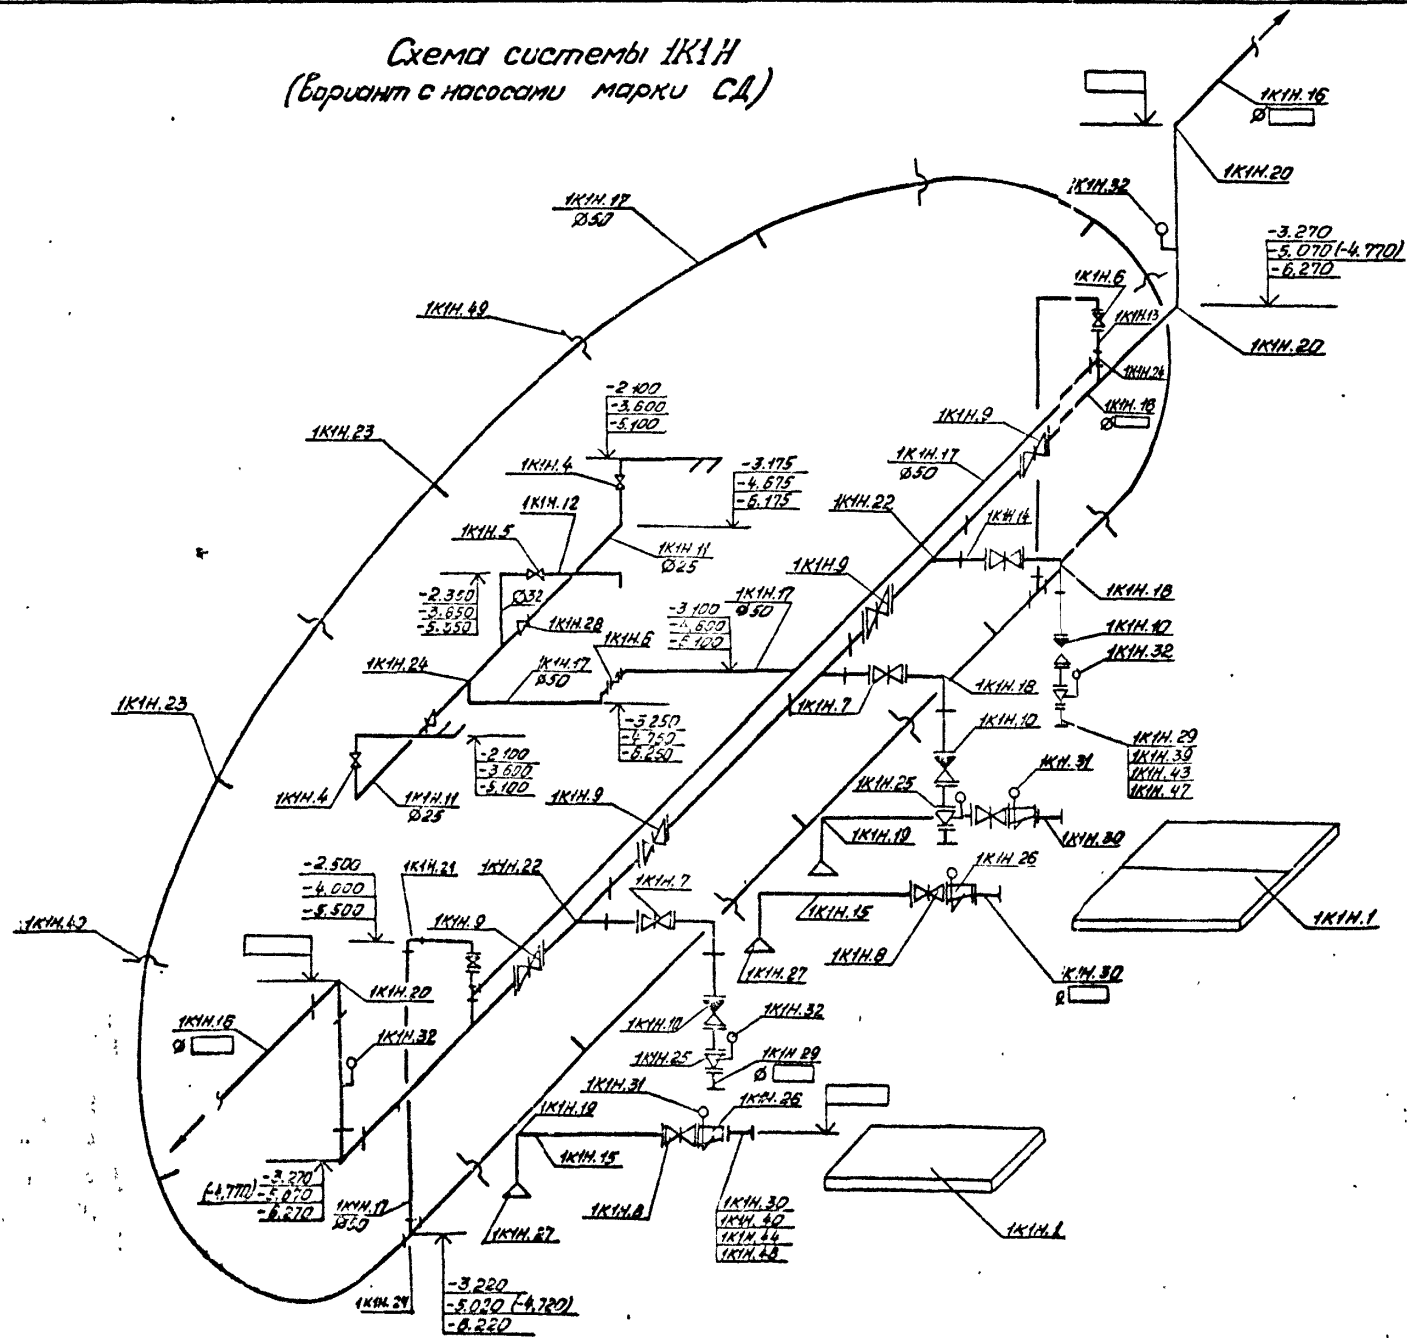 Схема системы 1К1Н
(Вариант с насосами марки СД)
1К1Н.16
Ø
1К1Н.20
1К1Н.32
1К1Н.17
Ø50
-3.270
-5.070(-4.770)
-6.270
1К1Н.6
1К1Н.49
1К1Н.13
1К1Н.20
1К1Н.24
-2.100
-3.600
-5.100
1К1Н.9
1К1Н.16
Ø
1К1Н.23
1К1Н.17
Ø50
1К1Н.4
-3.175
-4.675
-6.175
1К1Н.12
1К1Н.22
1К1Н.14
1К1Н.5
1К1Н.11
Ø25
1К1Н.9
-2.350
-3.850
-5.350
Ø32
1К1Н.17
Ø50
1К1Н.18
-3.100
-4.600
-6.100
1К1Н.28
1К1Н.6
1К1Н.10
1К1Н.32
1К1Н.24
1К1Н.17
Ø50
1К1Н.18
1К1Н.23
1К1Н.7
-3.250
-4.750
-6.250
1К1Н.10
1К1Н.29
1К1Н.39
1К1Н.43
1К1Н.47
-2.100
-3.600
-5.100
1К1Н.31
1К1Н.4
1К1Н.11
Ø25
1К1Н.9
1К1Н.25
1К1Н.19
1К1Н.30
-2.500
-4.000
-5.500
1К1Н.21
1К1Н.22
1К1Н.7
1К1Н.26
1К1Н.15
1К1Н.1
1К1Н.9
1К1Н.8
1К1Н.27
1К1Н.30
Ø
1К1Н.20
1К1Н.16
Ø
1К1Н.32
1К1Н.10
1К1Н.32
1К1Н.25
1К1Н.29
Ø
1К1Н.31
1К1Н.26
1К1Н.19
1К1Н.15
(-4.770)
-3.270
-5.070
-6.270
1К1Н.17
1К1Н.8
1К1Н.30
1К1Н.40
1К1Н.44
1К1Н.48
1К1Н.27
-3.220
-5.020 (-4.720)
-6.220